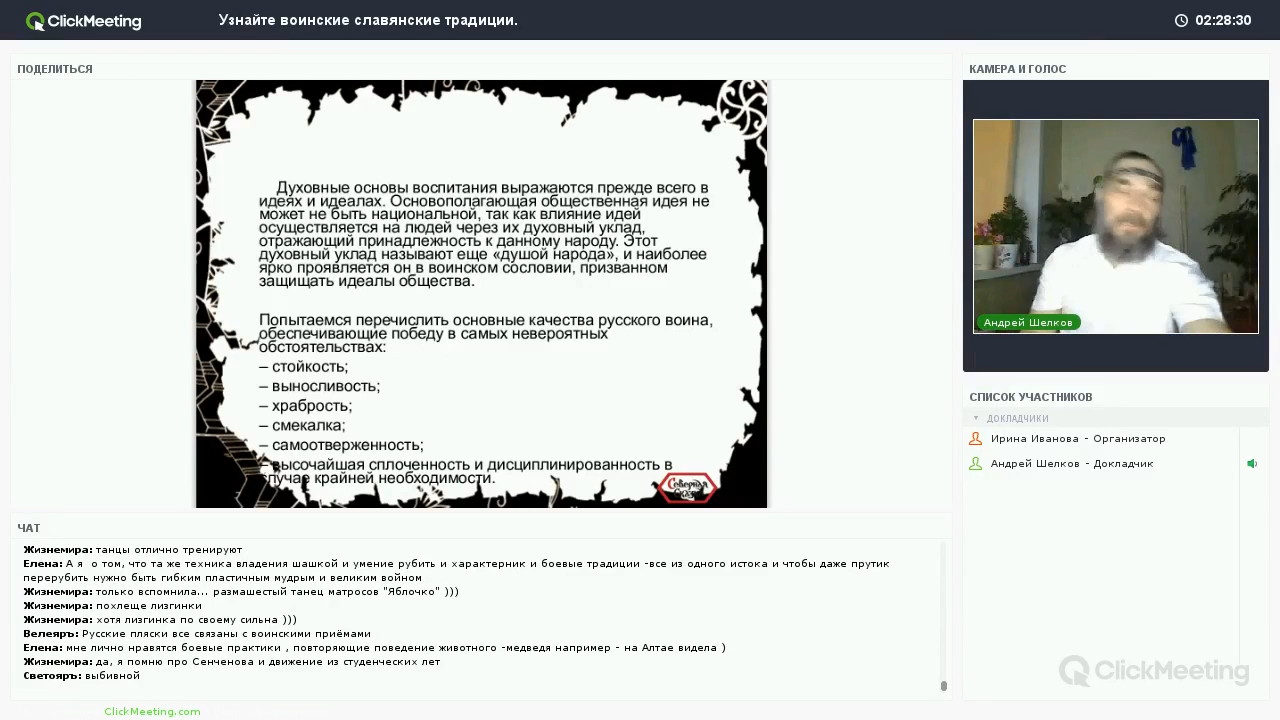 ClickMeeting
Узнайте воинские славянские традиции.
02:28:30
ПОДЕЛИТЬСЯ
Духовные основы воспитания выражаются прежде всего в
идеях и идеалах. Основополагающая общественная идея не
может не быть национальной, так как влияние идей
осуществляется на людей через их духовный уклад,
отражающий принадлежность к данному народу. Этот
духовный уклад называют еще «душой народа», и наиболее
ярко проявляется он в воинском сословии, призванном
защищать идеалы общества.
Попытаемся перечислить основные качества русского воина,
обеспечивающие победу в самых невероятных
обстоятельствах:
– стойкость;
– выносливость;
– храбрость;
– смекалка;
– самоотверженность;
– высочайшая сплоченность и дисциплинированность в
случае крайней необходимости.
Северная
Сказка
КАМЕРА И ГОЛОС
Андрей Шелков
СПИСОК УЧАСТНИКОВ
ДОКЛАДЧИКИ
Ирина Иванова - Организатор
Андрей Шелков - Докладчик
ЧАТ
Жизнемира: танцы отлично тренируют
Елена: А я о том, что та же техника владения шашкой и умение рубить и характерник и боевые традиции -все из одного истока и чтобы даже прутик
перерубить нужно быть гибким пластичным мудрым и великим войном
Жизнемира: только вспомнила... размашестый танец матросов "Яблочко" )))
Жизнемира: похлеще лизгинки
Жизнемира: хотя лизгинка по своему сильна )))
Велеяръ: Русские пляски все связаны с воинскими приёмами
Елена: мне лично нравятся боевые практики , повторяющие поведение животного -медведя например - на Алтае видела )
Жизнемира: да, я помню про Сенченова и движение из студенческих лет
Светояръ: выбивной
ClickMeeting
ClickMeeting.com